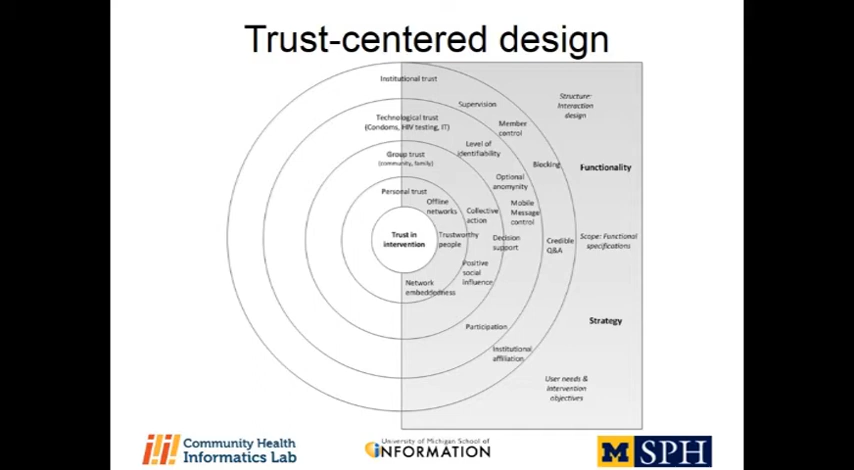 Trust-centered design
Institutional trust
Technological trust
(Condoms, HIV testing, IT)
Group trust
(community, family)
Personal trust
Trust in
intervention
Offline
networks
Trustworthy
people
Network
embeddedness
Collective
action
Positive
social
influence
Supervision
Level of
identifiability
Optional
anomynity
Decision
support
Participation
Member
control
Blocking
Mobile
Message
control
Credible
Q&A
Institutional
affiliation
Structure:
Interaction
design
Functionality
Scope: Functional
specifications
Strategy
User needs &
Intervention
objectives
Community Health
Informatics Lab
University of Michigan School of
INFORMATION
M SPH